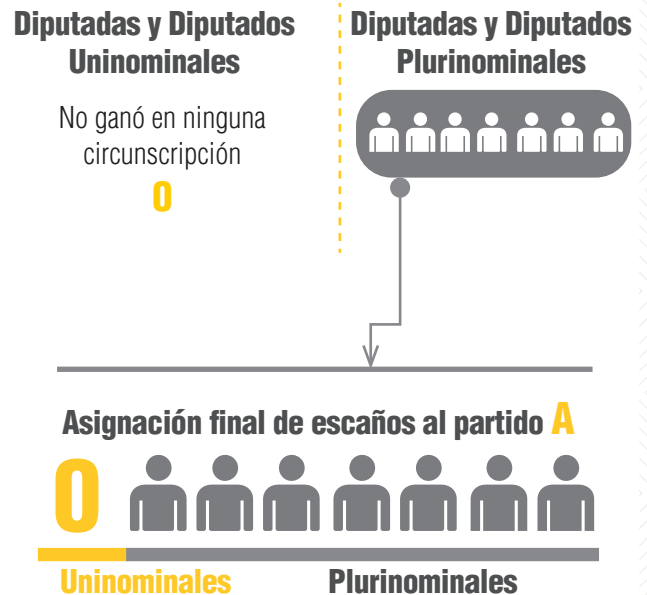 Diputadas y Diputados
Uninominales
No ganó en ninguna
circunscripción
0
Diputadas y Diputados
Plurinominales
Asignación final de escaños al partido A
0
Uninominales
Plurinominales